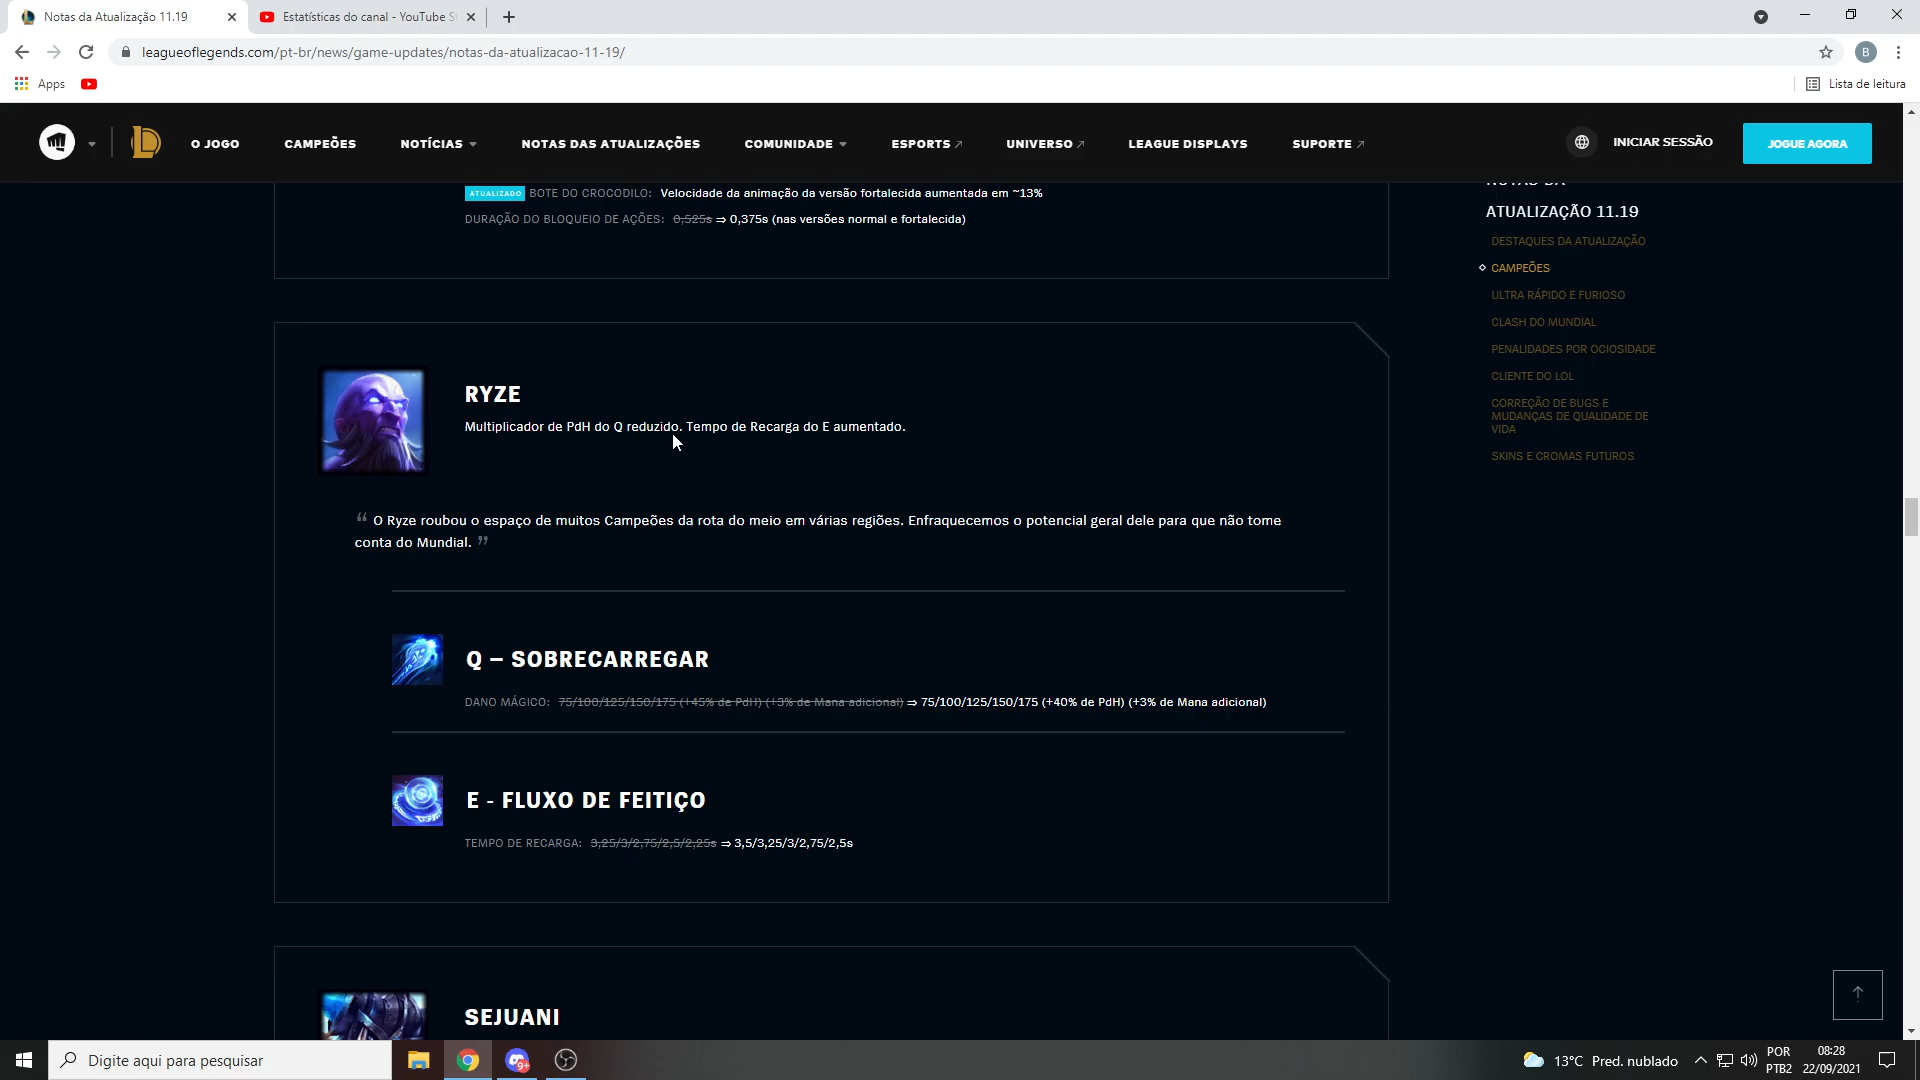 Notas da Atualização 11.19
Estatísticas do canal - YouTube S
leagueoflegends.com/pt-br/news/game-updates/notas-da-atualizacao-11-19/
B
Apps
Lista de leitura
O JOGO
CAMPEÕES
NOTÍCIAS
NOTAS DAS ATUALIZAÇÕES
COMUNIDADE
ESPORTS
UNIVERSO
LEAGUE DISPLAYS
SUPORTE
INICIAR SESSÃO
JOGUE AGORA
ATUALIZADO BOTE DO CROCODILO: Velocidade da animação da versão fortalecida aumentada em ~13%
DURAÇÃO DO BLOQUEIO DE AÇÕES: 0,525s ⇒ 0,375s (nas versões normal e fortalecida)
RYZE
Multiplicador de PdH do Q reduzido. Tempo de Recarga do E aumentado.
“ O Ryze roubou o espaço de muitos Campeões da rota do meio em várias regiões. Enfraquecemos o potencial geral dele para que não tome
conta do Mundial. ”
Q – SOBRECARREGAR
DANO MÁGICO: 75/100/125/150/175 (+45% de PdH) (+3% de Mana adicional) ⇒ 75/100/125/150/175 (+40% de PdH) (+3% de Mana adicional)
E - FLUXO DE FEITIÇO
TEMPO DE RECARGA: 3,25/3/2,75/2,5/2,25s ⇒ 3,5/3,25/3/2,75/2,5s
SEJUANI
NOTAS DA
ATUALIZAÇÃO 11.19
DESTAQUES DA ATUALIZAÇÃO
CAMPEÕES
ULTRA RÁPIDO E FURIOSO
CLASH DO MUNDIAL
PENALIDADES POR OCIOSIDADE
CLIENTE DO LOL
CORREÇÃO DE BUGS E
MUDANÇAS DE QUALIDADE DE
VIDA
SKINS E CROMAS FUTUROS
Digite aqui para pesquisar
9+
13°C Pred. nublado
POR
PTB2
08:28
22/09/2021